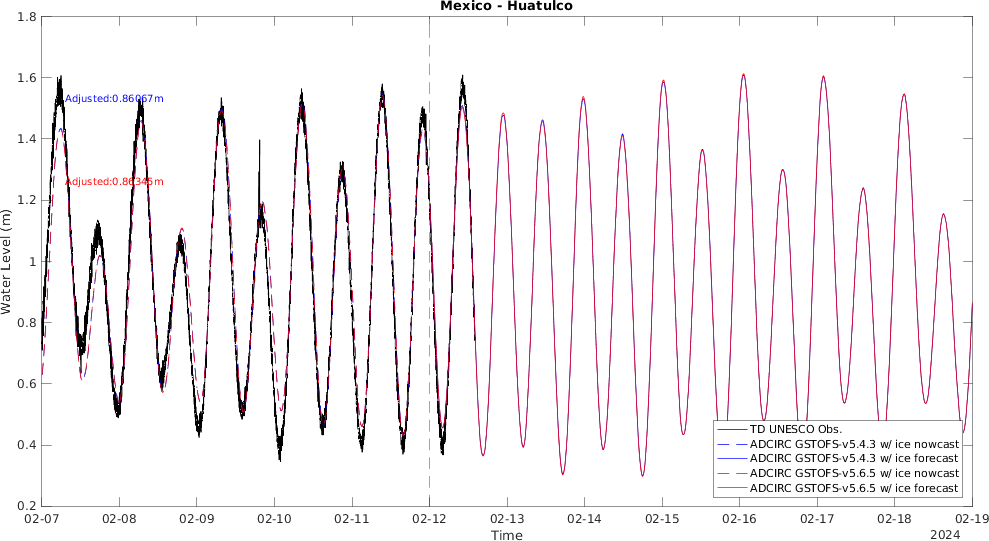 Mexico - Huatulco
1.8
1.6
1.4
1.2
1
0.8
0.6
0.4
0.2
Water Level (m)
Adjusted:0.86067m
Adjusted:0.86345m
TD UNESCO Obs.
ADCIRC GSTOFS-v5.4.3 w/ ice nowcast
ADCIRC GSTOFS-v5.4.3 w/ ice forecast
ADCIRC GSTOFS-v5.6.5 w/ ice nowcast
ADCIRC GSTOFS-v5.6.5 w/ ice forecast
02-07 02-08 02-09 02-10 02-11 02-12 02-13 02-14 02-15 02-16 02-17 02-18 02-19
Time
2024